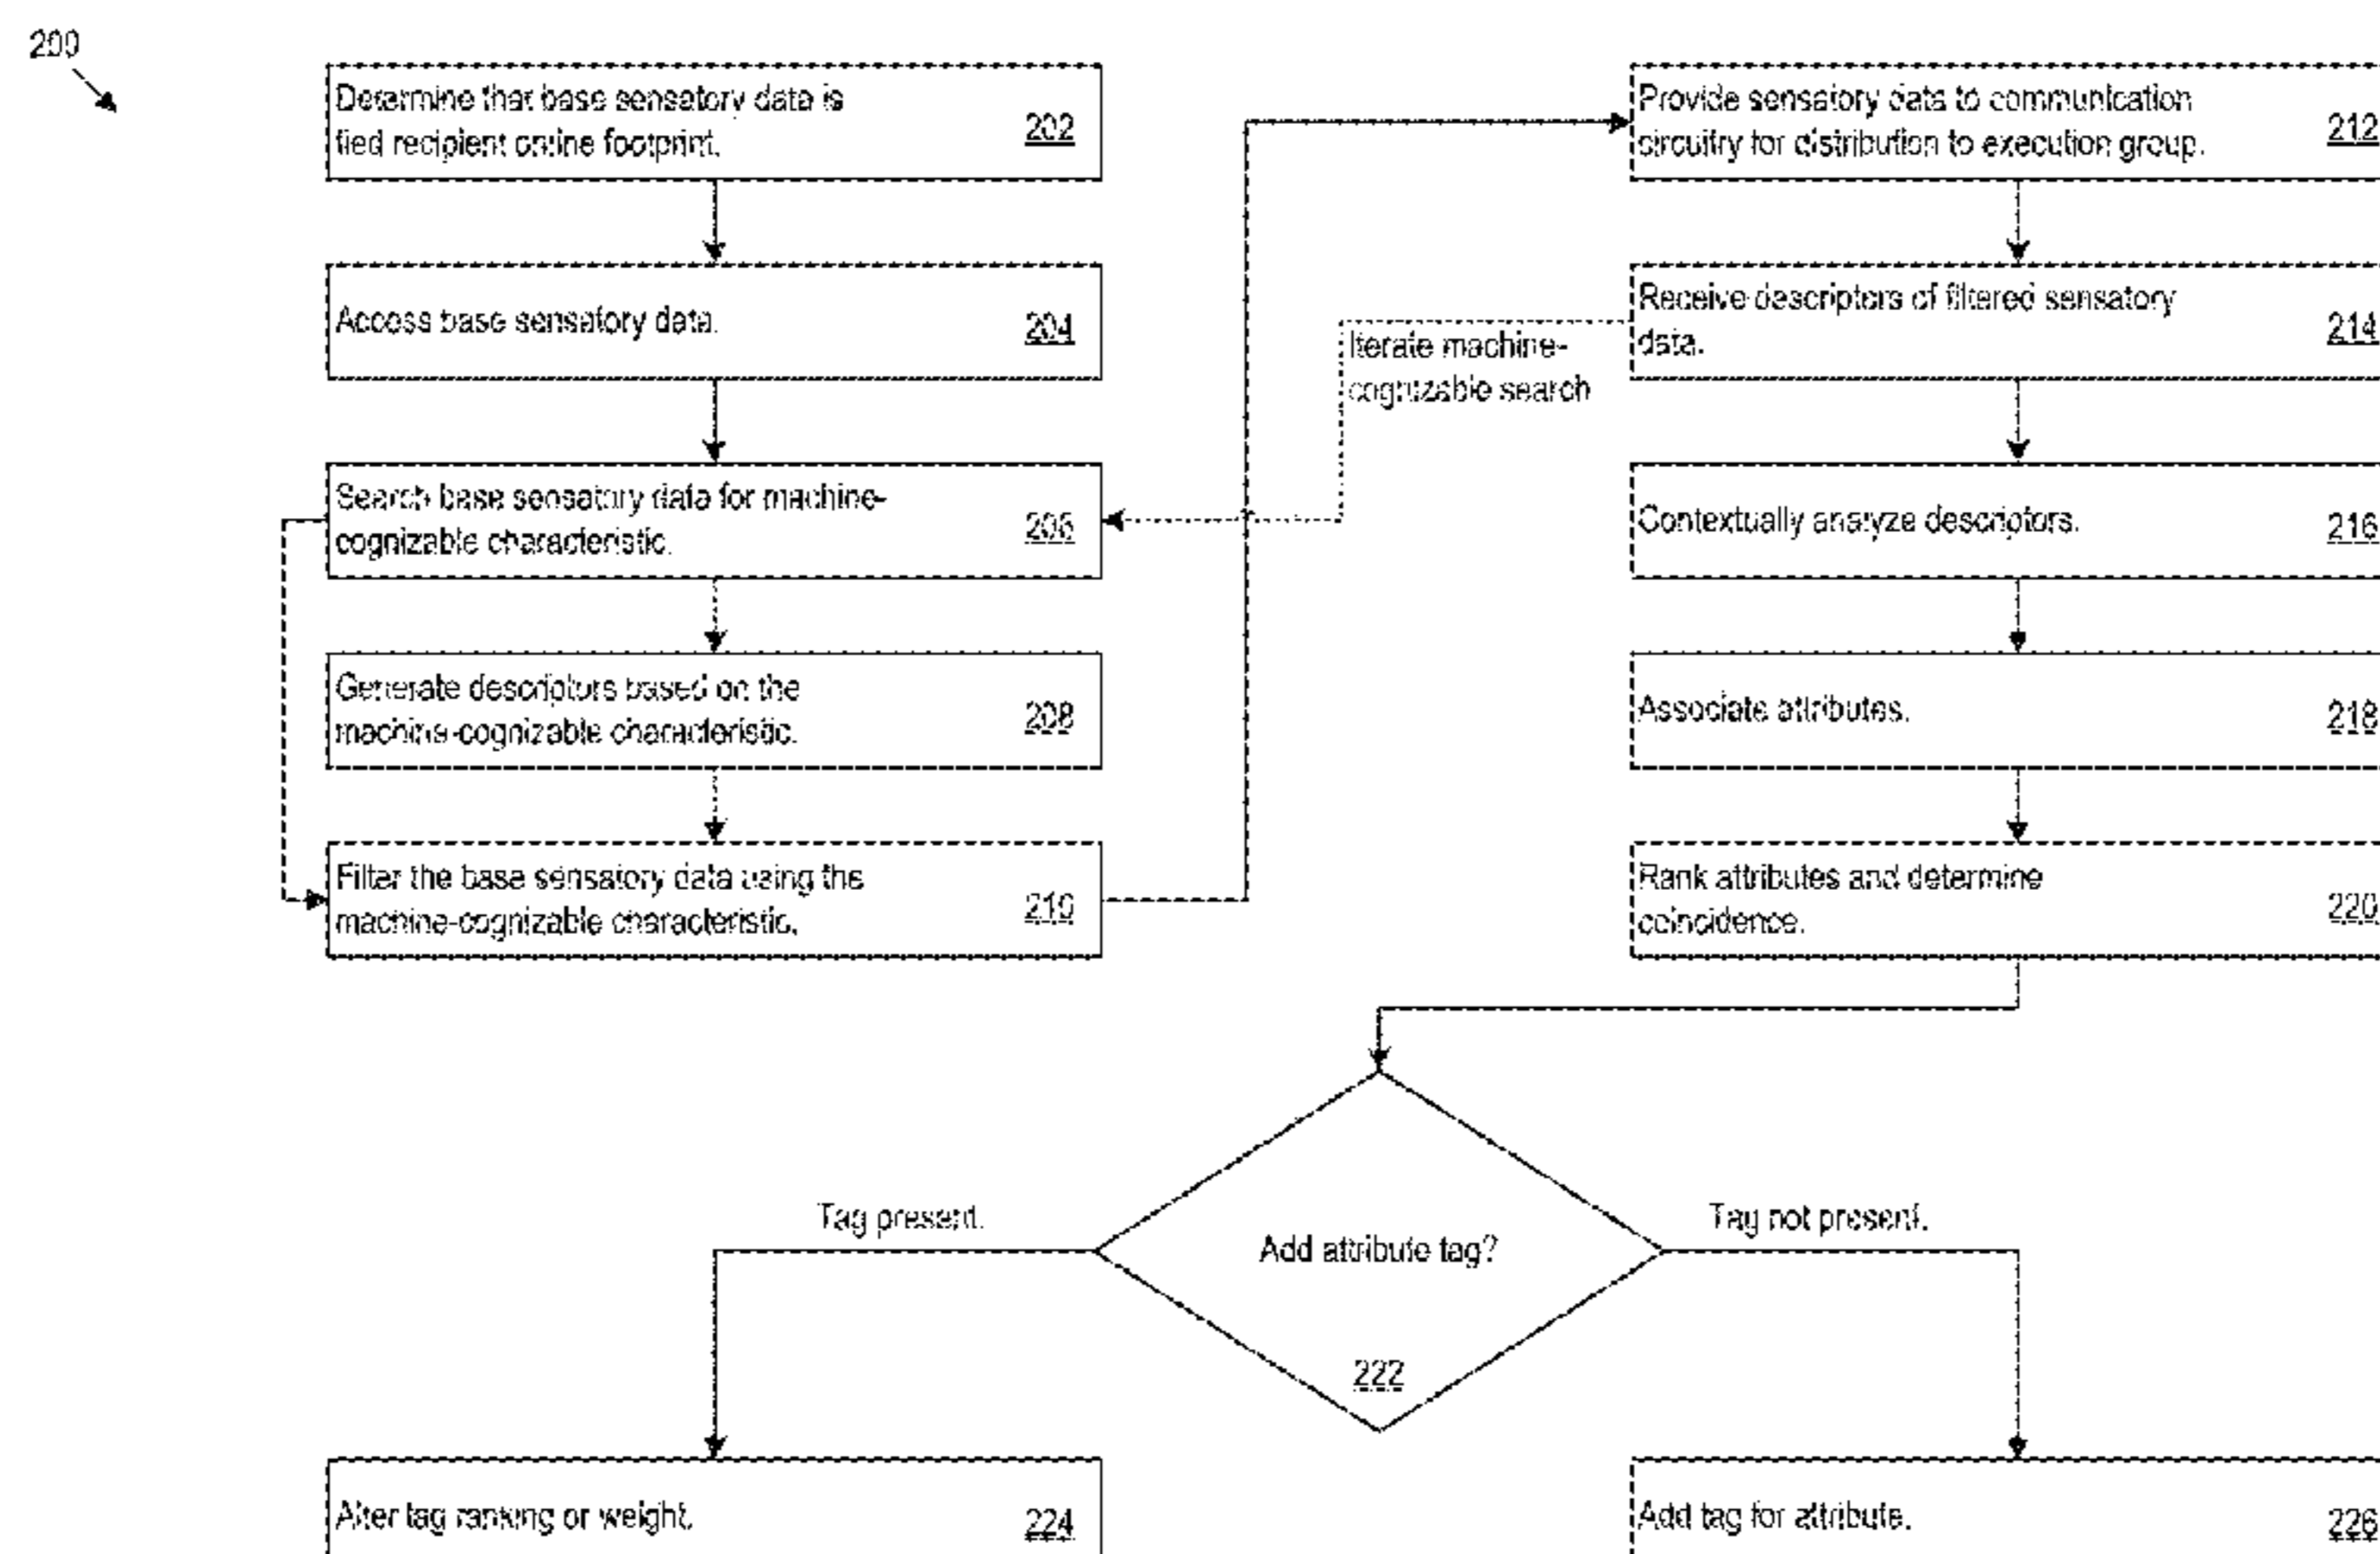 200
Determine that base sensatory data is
tied recipient online footprint.
202
Access base sensatory data.
204
Search base sensatory data for machine-
cognizable characteristic.
206
Generate descriptors based on the
machine-cognizable characteristic.
208
Filter the base sensatory data using the
machine-cognizable characteristic.
210
Provide sensatory data to communication
circuitry for distribution to execution group.
212
Receive descriptors of filtered sensatory
data.
214
Iterate machine-
cognizable search
Contextually analyze descriptors.
216
Associate attributes.
218
Rank attributes and determine
coincidence.
220
Add attribute tag?
222
Tag present.
Tag not present.
Alter tag ranking or weight.
224
Add tag for attribute.
226